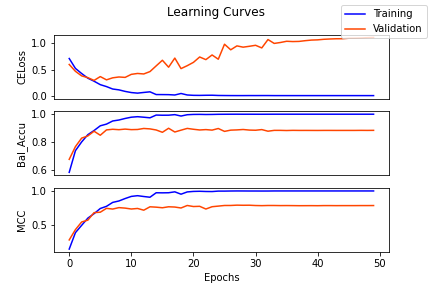 Learning Curves
Training
Validation
1.0
0.5
0.0
CELoss
1.0
0.8
0.6
Bal_Accu
1.0
0.5
MCC
0 10 20 30 40 50
Epochs